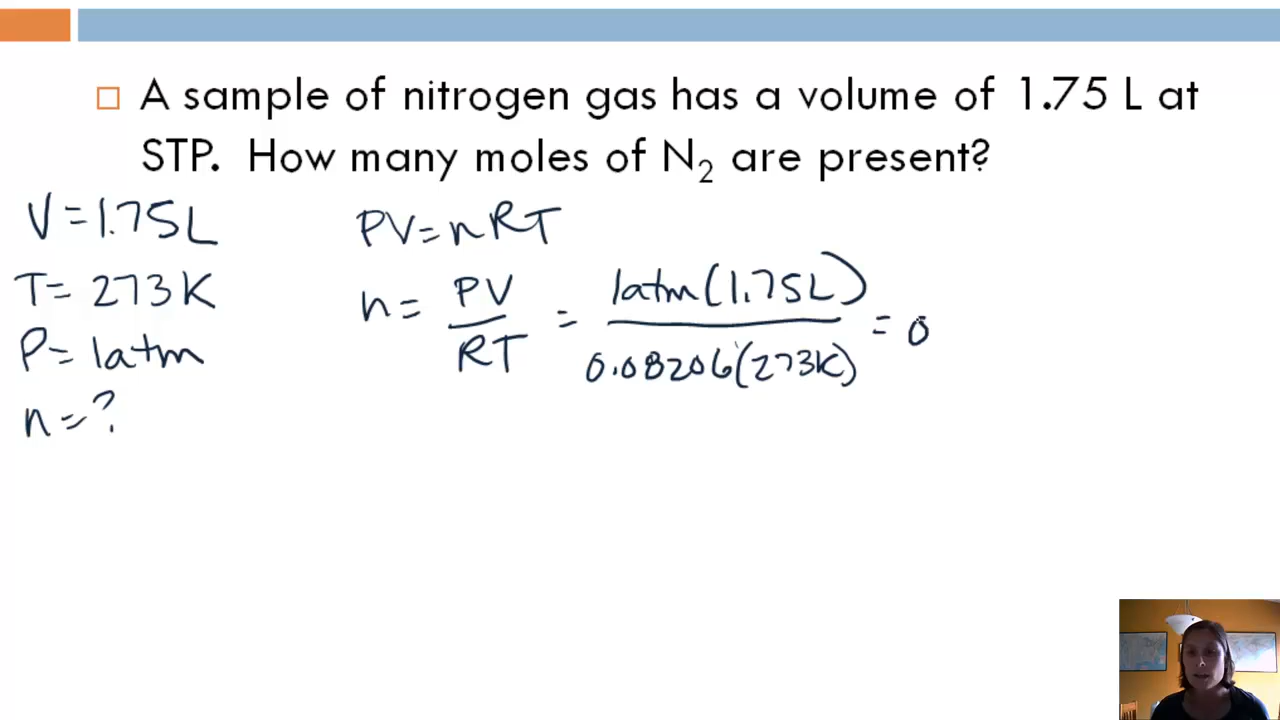 A sample of nitrogen gas has a volume of 1.75 L at
STP. How many moles of N₂ are present?
V = 1.75L
T = 273K
P = 1atm
n = ?
PV = nRT
n = PV/RT = 1atm(1.75L)/0.08206(273K) = 0